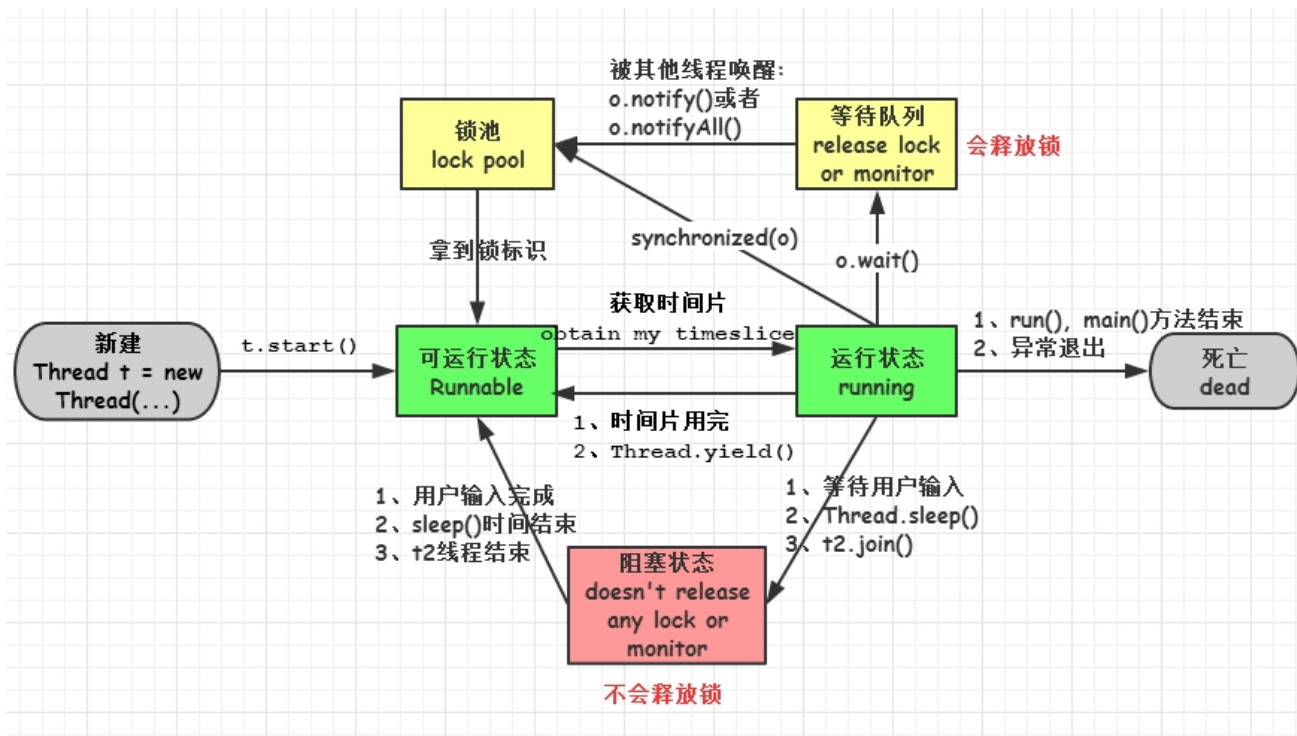 被其他线程唤醒:
o.notify()或者
o.notifyAll()
锁池
lock pool
等待队列
release lock
or monitor
会释放锁
synchronized(o)
o.wait()
拿到锁标识
获取时间片
obtain my timeslice
新建
Thread t = new
Thread(...)
t.start()
可运行状态
Runnable
运行状态
running
1、run(), main()方法结束
2、异常退出
死亡
dead
1、时间片用完
2、Thread.yield()
1、用户输入完成
2、sleep()时间结束
3、t2线程结束
1、等待用户输入
2、Thread.sleep()
3、t2.join()
阻塞状态
doesn't release
any lock or
monitor
不会释放锁